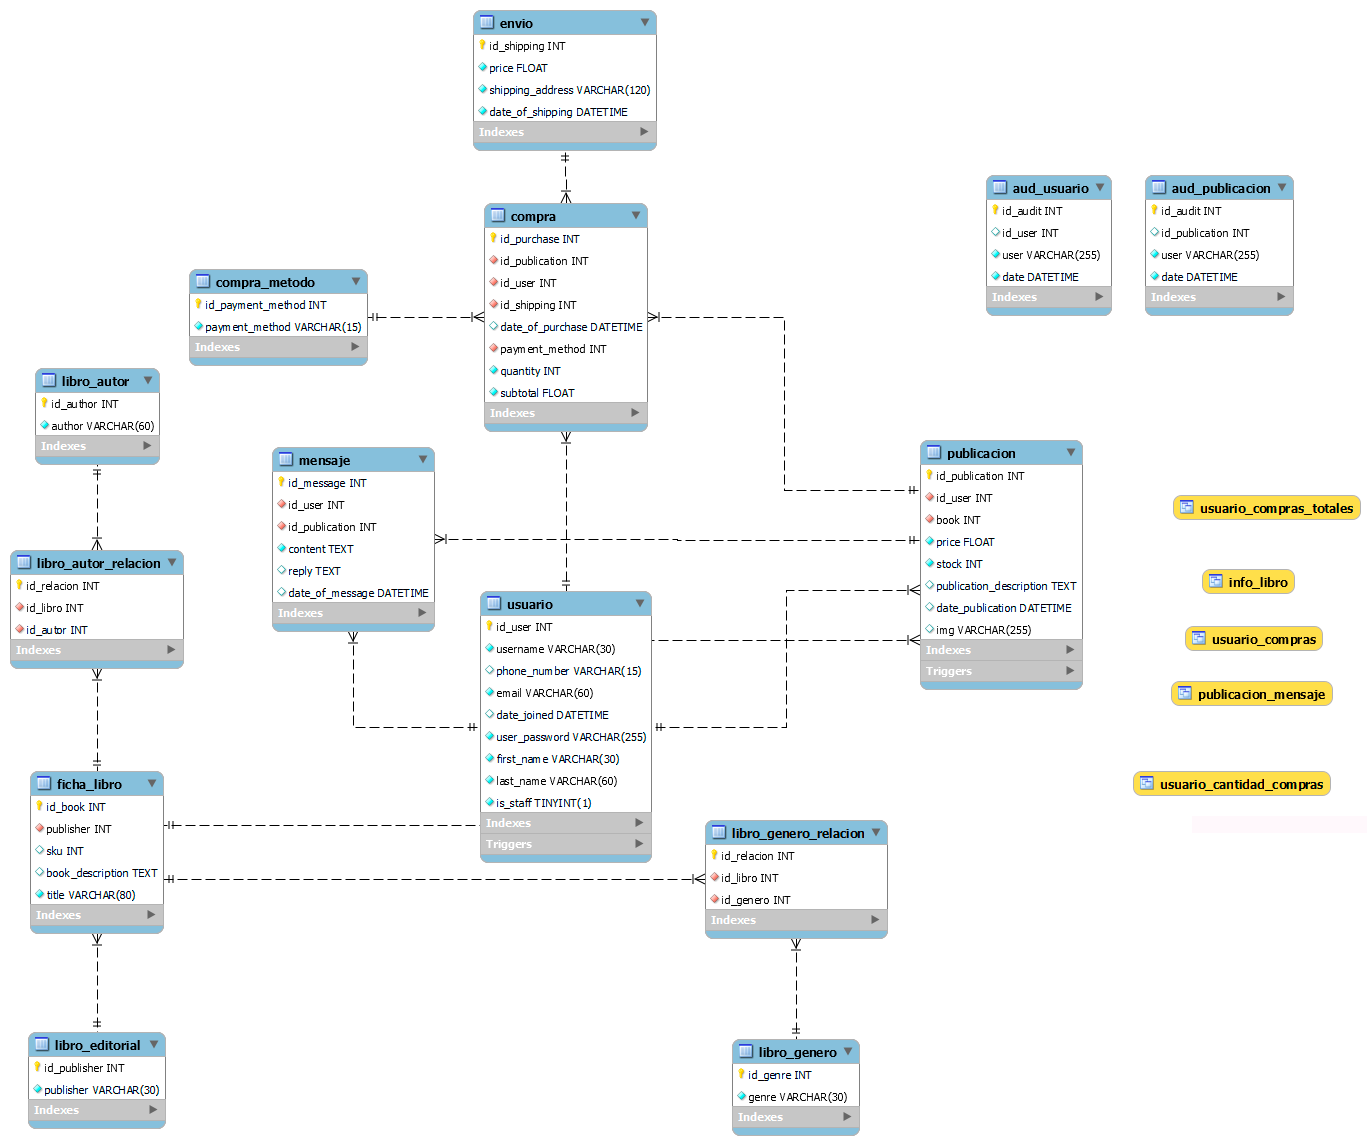 envio
id_shipping INT
price FLOAT
shipping_address VARCHAR(120)
date_of_shipping DATETIME
Indexes
compra
id_purchase INT
id_publication INT
id_user INT
id_shipping INT
date_of_purchase DATETIME
payment_method INT
quantity INT
subtotal FLOAT
Indexes
aud_usuario
id_audit INT
id_user INT
user VARCHAR(255)
date DATETIME
Indexes
aud_publicacion
id_audit INT
id_publication INT
user VARCHAR(255)
date DATETIME
Indexes
compra_metodo
id_payment_method INT
payment_method VARCHAR(15)
Indexes
libro_autor
id_author INT
author VARCHAR(60)
Indexes
mensaje
id_message INT
id_user INT
id_publication INT
content TEXT
reply TEXT
date_of_message DATETIME
Indexes
publicacion
id_publication INT
id_user INT
book INT
price FLOAT
stock INT
publication_description TEXT
date_publication DATETIME
img VARCHAR(255)
Indexes
Triggers
usuario_compras_totales
info_libro
usuario_compras
publicacion_mensaje
usuario_cantidad_compras
libro_autor_relacion
id_relacion INT
id_libro INT
id_autor INT
Indexes
usuario
id_user INT
username VARCHAR(30)
phone_number VARCHAR(15)
email VARCHAR(60)
date_joined DATETIME
user_password VARCHAR(255)
first_name VARCHAR(30)
last_name VARCHAR(60)
is_staff TINYINT(1)
Indexes
Triggers
ficha_libro
id_book INT
publisher INT
sku INT
book_description TEXT
title VARCHAR(80)
Indexes
libro_genero_relacion
id_relacion INT
id_libro INT
id_genero INT
Indexes
libro_editorial
id_publisher INT
publisher VARCHAR(30)
Indexes
libro_genero
id_genre INT
genre VARCHAR(30)
Indexes